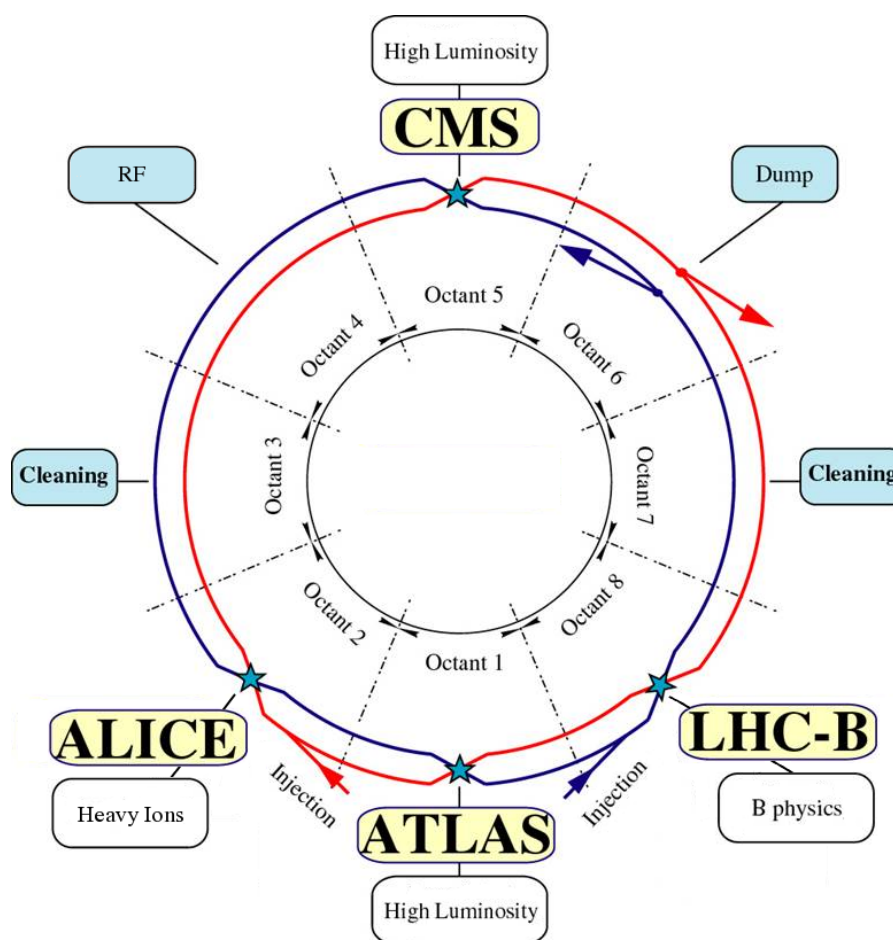 High Luminosity
CMS
RF
Dump
Octant 5
Octant 4
Octant 6
Cleaning
Octant 3
Octant 7
Cleaning
Octant 2
Octant 8
Octant 1
ALICE
LHC-B
Injection
Injection
Heavy Ions
B physics
ATLAS
High Luminosity